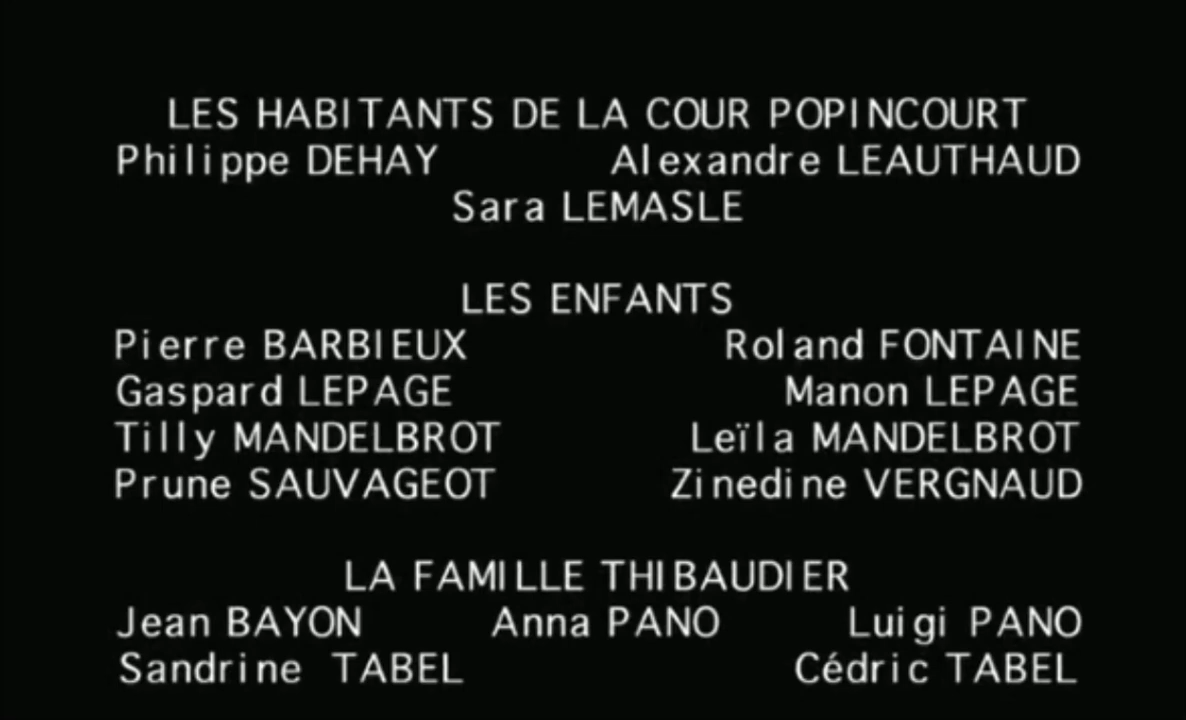 LES HABITANTS DE LA COUR POPINCOURT
Philippe DEHAY Alexandre LEAUTHAUD
Sara LEMASLE
LES ENFANTS
Pierre BARBIEUX Roland FONTAINE
Gaspard LEPAGE Manon LEPAGE
Tilly MANDELBROT Leïla MANDELBROT
Prune SAUVAGEOT Zinedine VERGNAUD
LA FAMILLE THIBAUDIER
Jean BAYON Anna PANO Luigi PANO
Sandrine TABEL Cédric TABEL